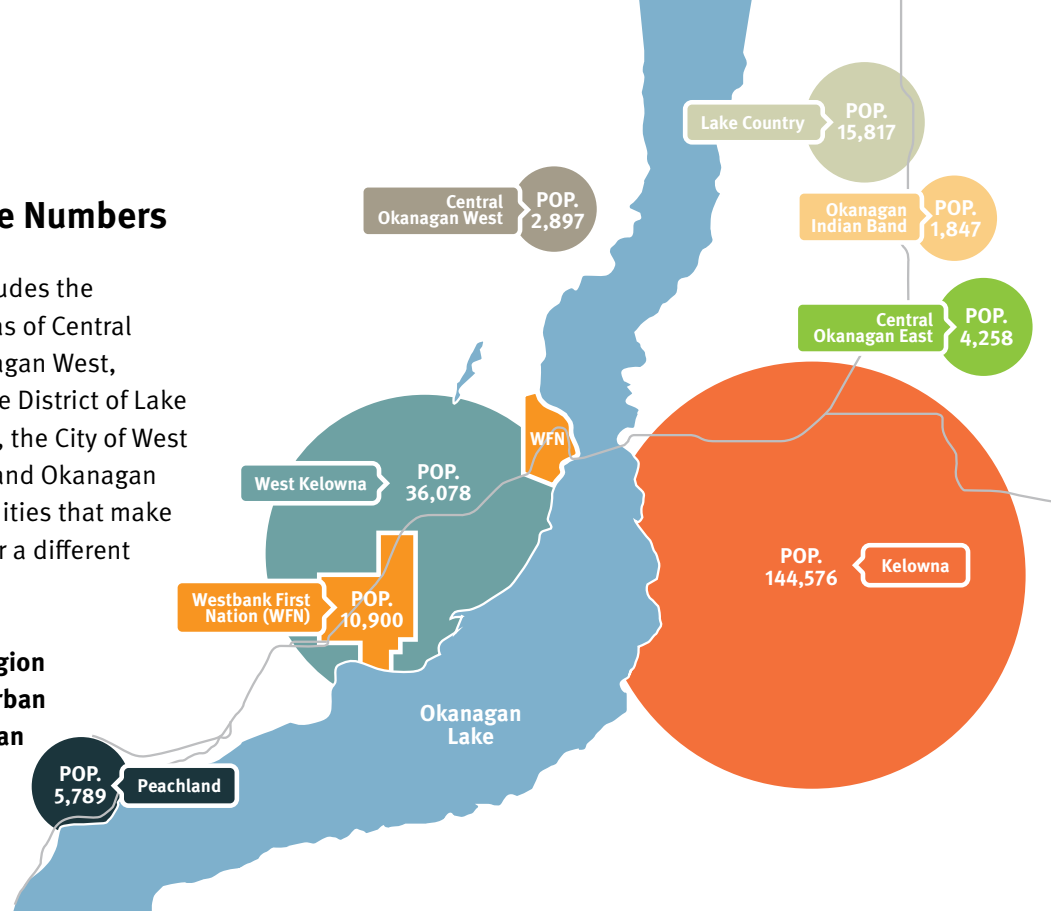 e Numbers
udes the
as of Central
agan West,
e District of Lake
, the City of West
and Okanagan
ities that make
r a different
gion
rban
an
Lake Country
POP.
15,817
Central
Okanagan West
POP.
2,897
Okanagan
Indian Band
POP.
1,847
Central
Okanagan East
POP.
4,258
WFN
West Kelowna
POP.
36,078
POP.
144,576
Kelowna
Westbank First
Nation (WFN)
POP.
10,900
Okanagan
Lake
POP.
5,789
Peachland